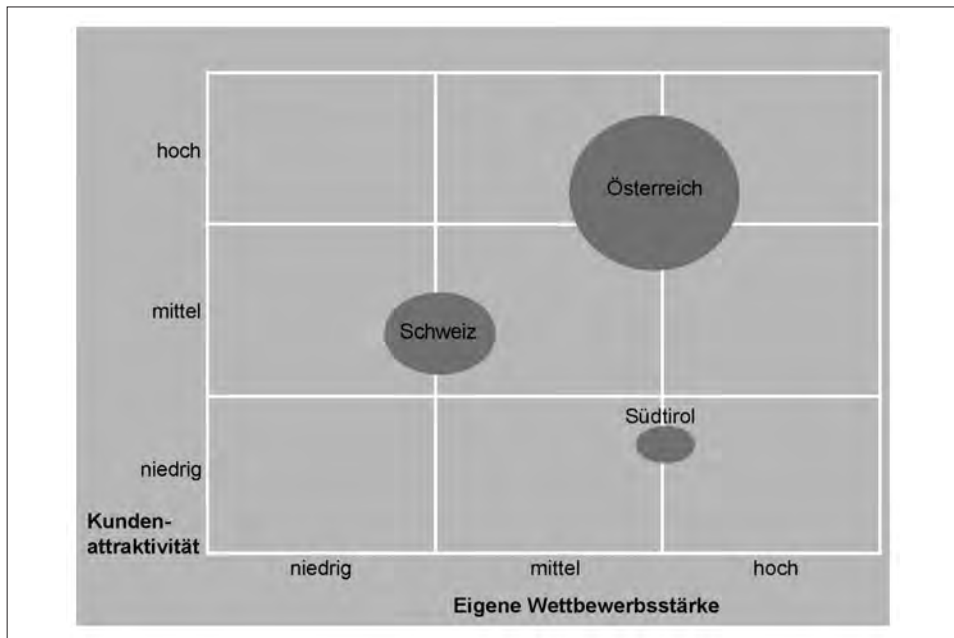 hoch
Österreich
mittel
Schweiz
Südtirol
niedrig
Kunden-
attraktivität
niedrig mittel hoch
Eigene Wettbewerbsstärke